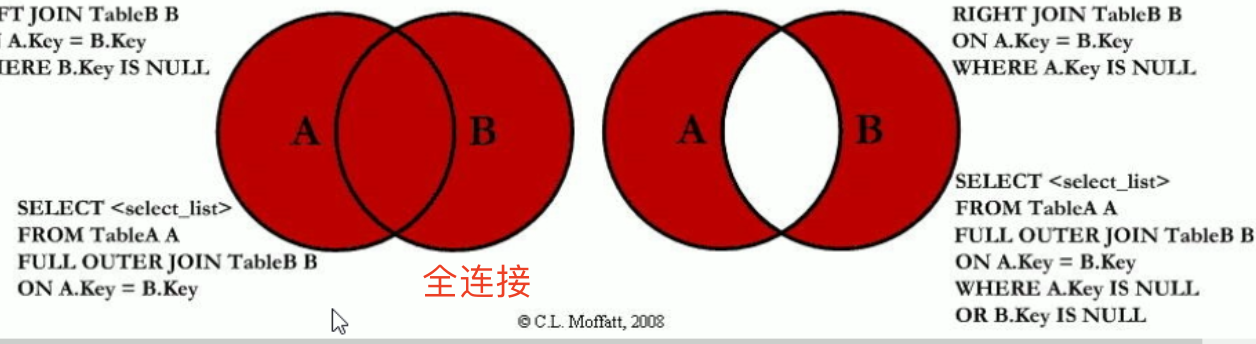 FT JOIN TableB B
A.Key = B.Key
HERE B.Key IS NULL
A
B
SELECT <select_list>
FROM TableA A
FULL OUTER JOIN TableB B
ON A.Key = B.Key
全连接
A
B
RIGHT JOIN TableB B
ON A.Key = B.Key
WHERE A.Key IS NULL
SELECT <select_list>
FROM TableA A
FULL OUTER JOIN TableB B
ON A.Key = B.Key
WHERE A.Key IS NULL
OR B.Key IS NULL
© C.L. Moffatt, 2008